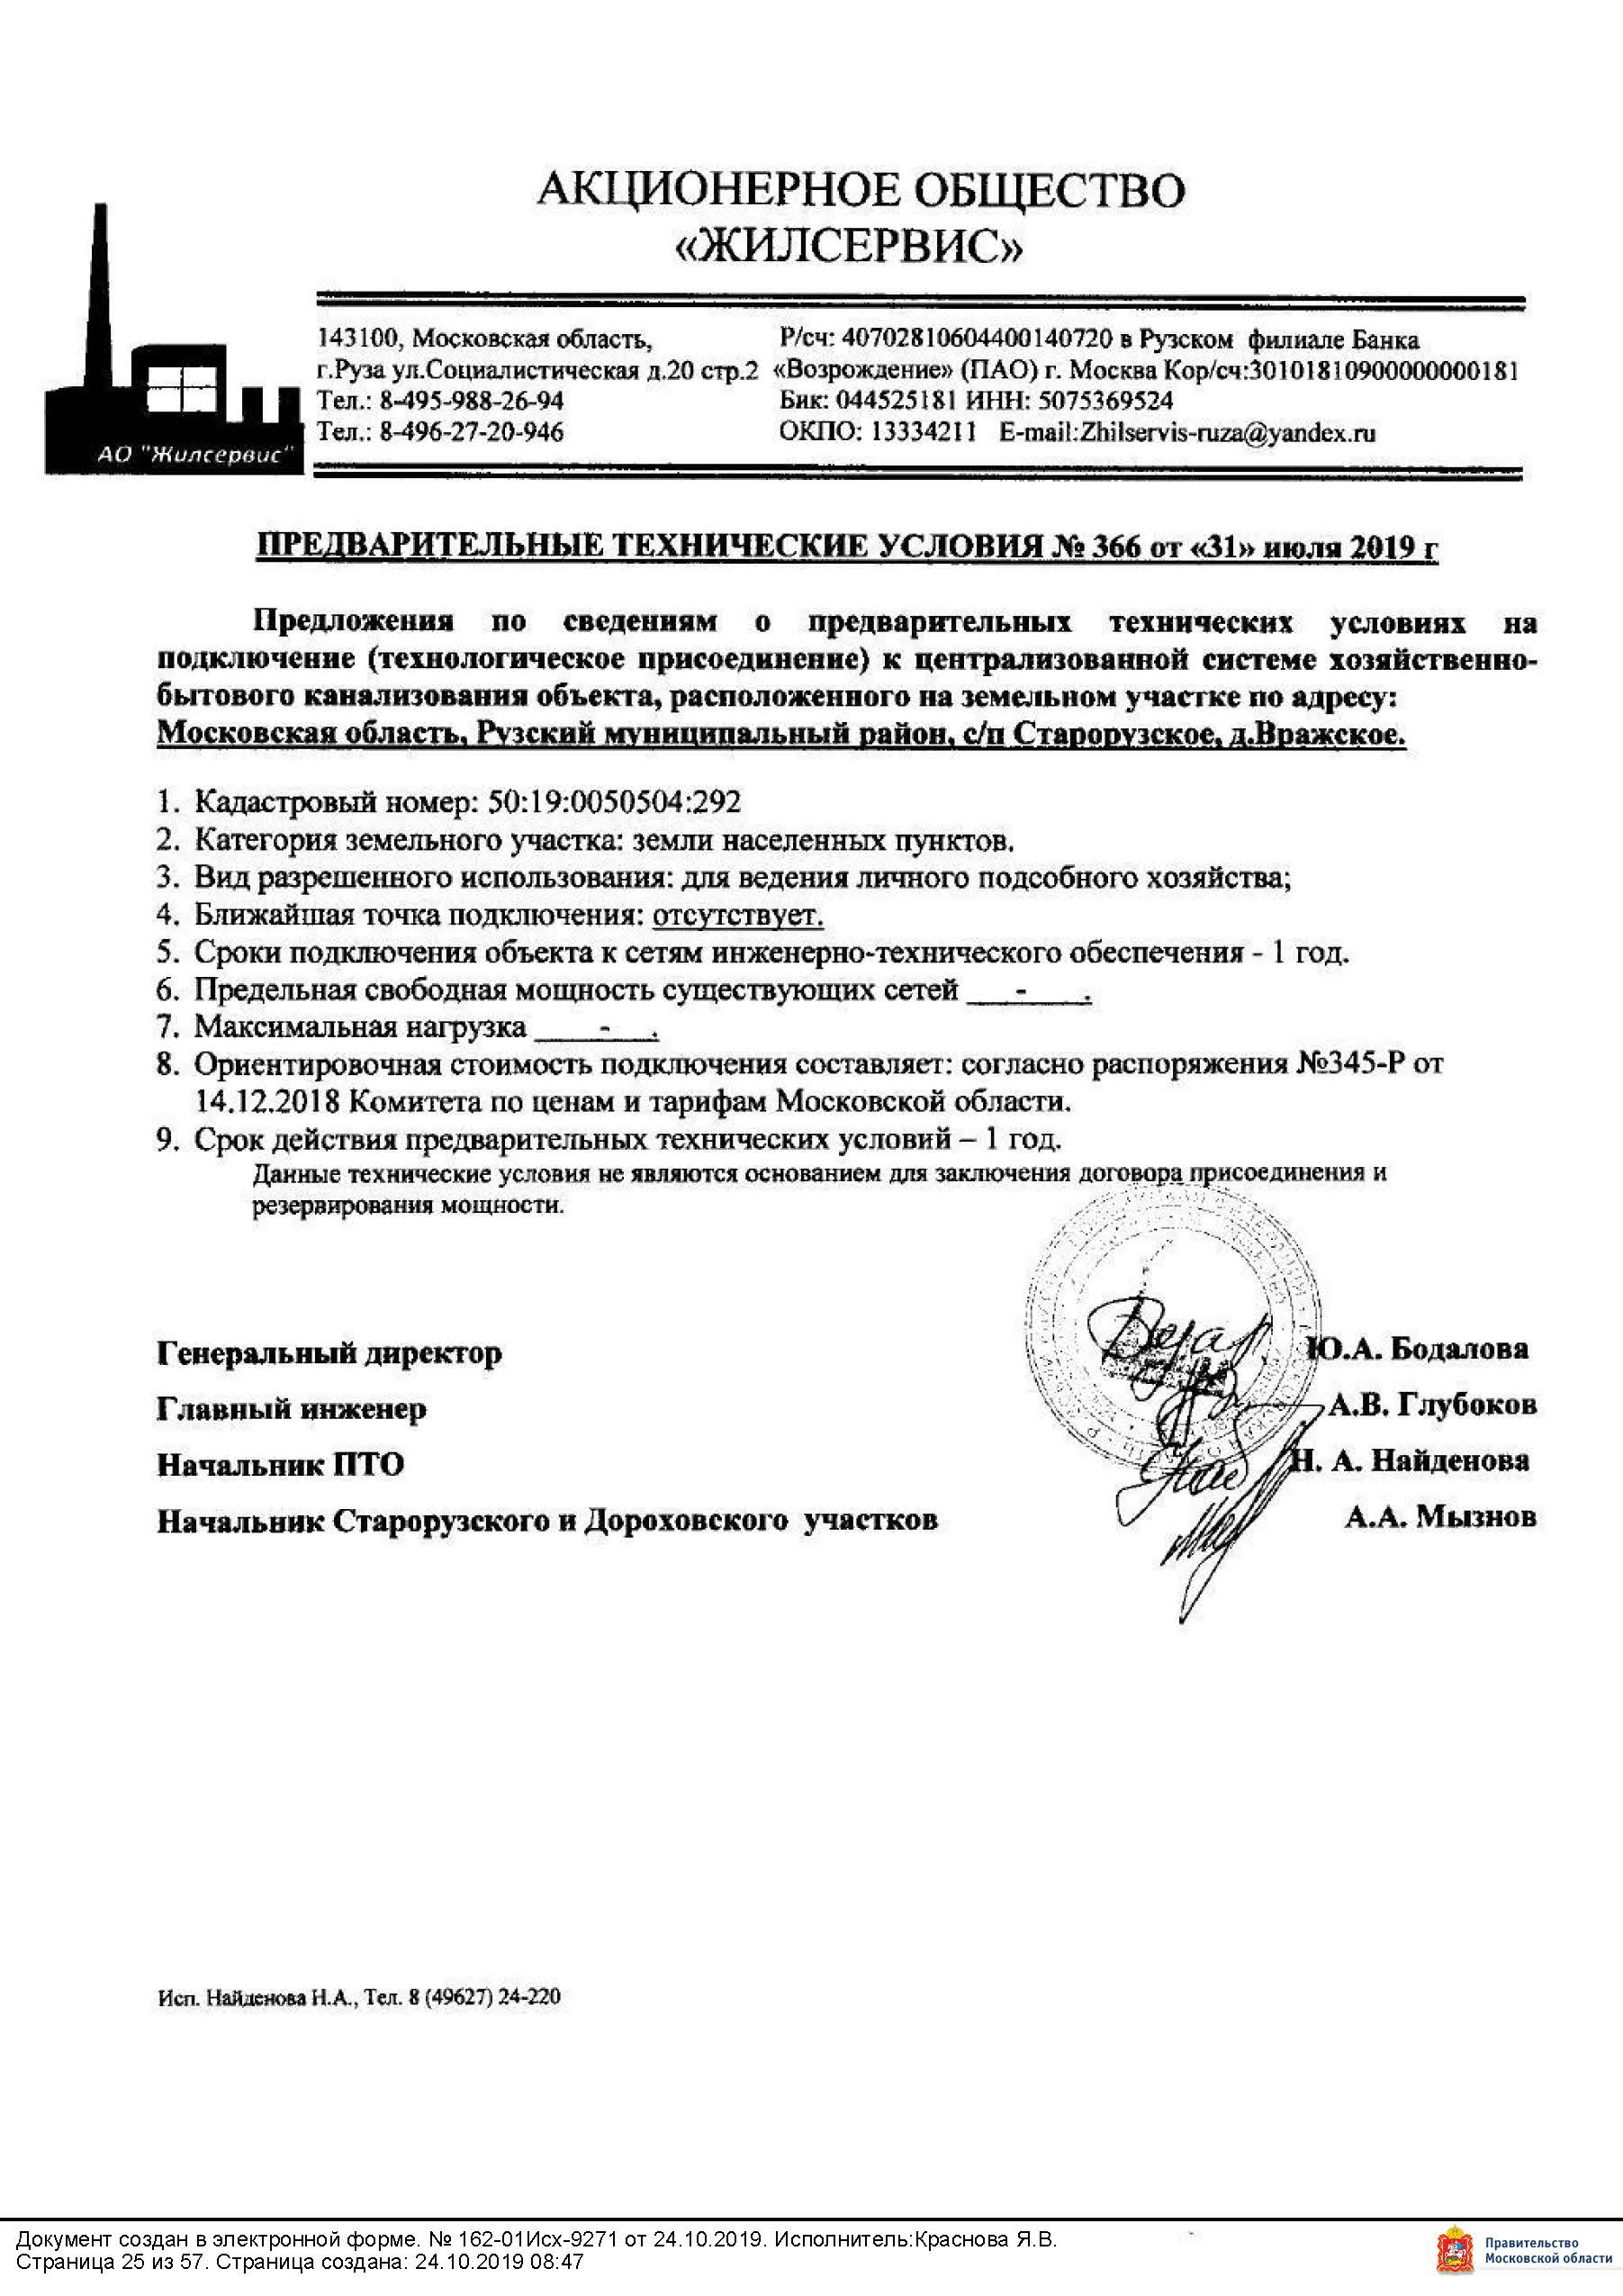 АКЦИОНЕРНОЕ ОБЩЕСТВО
«ЖИЛСЕРВИС»
143100, Московская область,
г.Руза ул.Социалистическая д.20 стр.2
Тел.: 8-495-988-26-94
Тел.: 8-496-27-20-946
Р/сч: 40702810604400140720 в Рузском филиале Банка
«Возрождение» (ПАО) г. Москва Кор/сч:30101810900000000181
Бик: 044525181 ИНН: 5075369524
ОКПО: 13334211 E-mail:Zhilservis-ruza@yandex.ru
АО "Жилсервис"
ПРЕДВАРИТЕЛЬНЫЕ ТЕХНИЧЕСКИЕ УСЛОВИЯ № 366 от «31» июля 2019 г
Предложения по сведениям о предварительных технических условиях на
подключение (технологическое присоединение) к централизованной системе хозяйственно-
бытового канализования объекта, расположенного на земельном участке по адресу:
Московская область, Рузский муниципальный район, с/п Старорузское, д.Вражское.
1. Кадастровый номер: 50:19:0050504:292
2. Категория земельного участка: земли населенных пунктов.
3. Вид разрешенного использования: для ведения личного подсобного хозяйства;
4. Ближайшая точка подключения: отсутствует.
5. Сроки подключения объекта к сетям инженерно-технического обеспечения - 1 год.
6. Предельная свободная мощность существующих сетей ___-___.
7. Максимальная нагрузка ___-___.
8. Ориентировочная стоимость подключения составляет: согласно распоряжения №345-Р от
14.12.2018 Комитета по ценам и тарифам Московской области.
9. Срок действия предварительных технических условий – 1 год.
Данные технические условия не являются основанием для заключения договора присоединения и
резервирования мощности.
Генеральный директор Ю.А. Бодалова
Главный инженер А.В. Глубоков
Начальник ПТО Н. А. Найденова
Начальник Старорузского и Дороховского участков А.А. Мызнов
Исп. Найденова Н.А., Тел. 8 (49627) 24-220
Документ создан в электронной форме. № 162-01Исх-9271 от 24.10.2019. Исполнитель:Краснова Я.В.
Страница 25 из 57. Страница создана: 24.10.2019 08:47
Правительство
Московской области